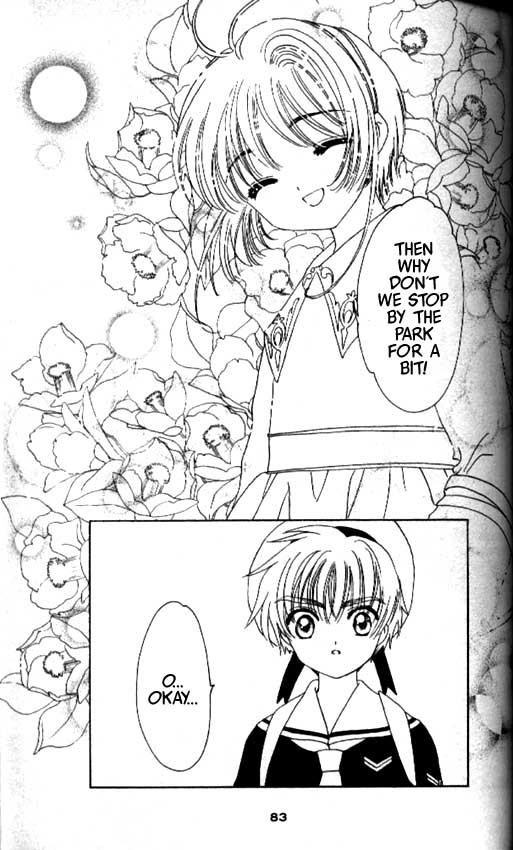 THEN
WHY
DON'T
WE STOP
BY THE
PARK
FOR A
BIT!
O...
OKAY...
83